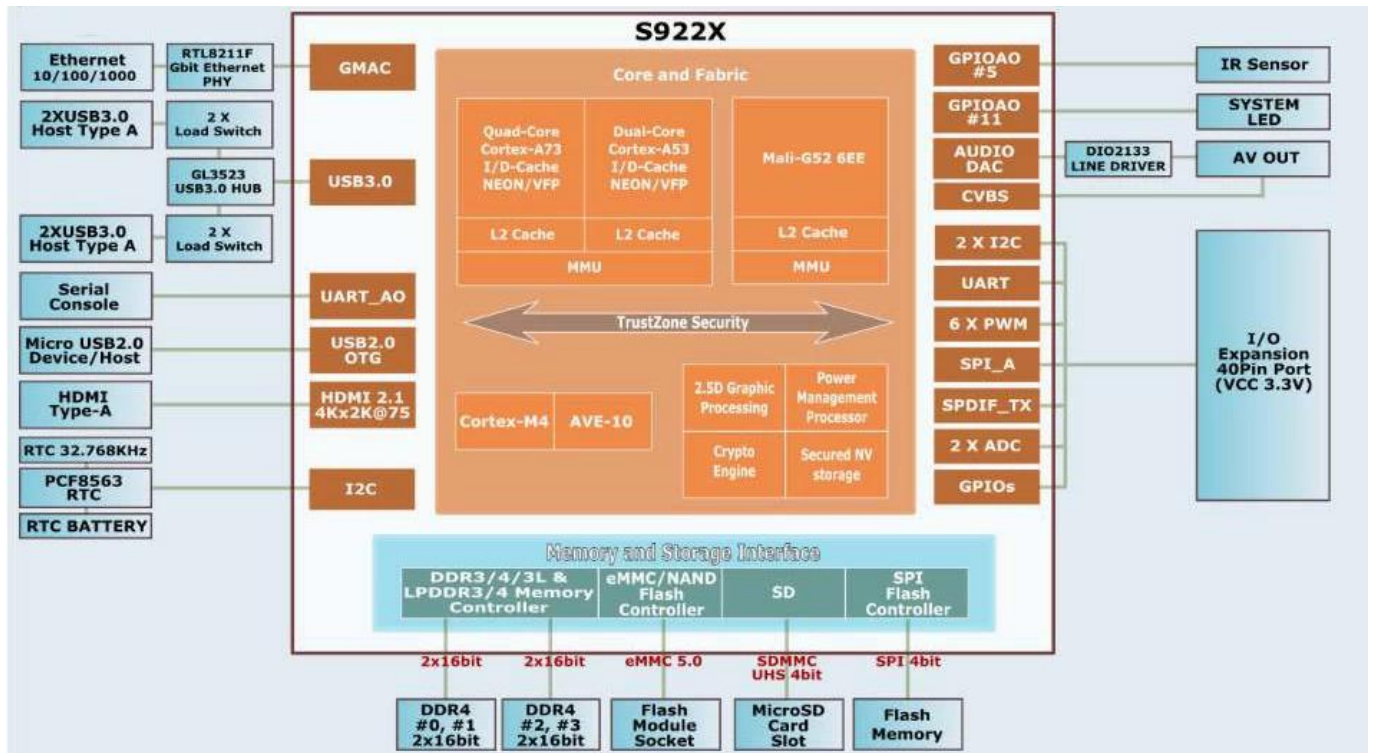 S922X
Ethernet
10/100/1000
RTL8211F
Gbit Ethernet
PHY
GMAC
2XUSB3.0
Host Type A
2 X
Load Switch
GL3523
USB3.0 HUB
USB3.0
2XUSB3.0
Host Type A
2 X
Load Switch
Serial
Console
UART_AO
Micro USB2.0
Device/Host
USB2.0
OTG
HDMI
Type-A
HDMI 2.1
4Kx2K@75
RTC 32.768KHz
PCF8563
RTC
RTC BATTERY
I2C
Core and Fabric
Quad-Core
Cortex-A73
I/D-Cache
NEON/VFP
Dual-Core
Cortex-A53
I/D-Cache
NEON/VFP
Mali-G52 6EE
L2 Cache
L2 Cache
L2 Cache
MMU
MMU
TrustZone Security
Cortex-M4
AVE-10
2.5D Graphic
Processing
Power
Management
Processor
Crypto
Engine
Secured NV
storage
GPIOAO
#5
IR Sensor
GPIOAO
#11
SYSTEM
LED
AUDIO
DAC
DIO2133
LINE DRIVER
AV OUT
CVBS
2 X I2C
UART
6 X PWM
SPI_A
SPDIF_TX
2 X ADC
GPIOs
I/O
Expansion
40Pin Port
(VCC 3.3V)
Memory and Storage Interface
DDR3/4/3L &
LPDDR3/4 Memory
Controller
eMMC/NAND
Flash
Controller
SD
SPI
Flash
Controller
2x16bit
2x16bit
eMMC 5.0
SDMMC
UHS 4bit
SPI 4bit
DDR4
#0, #1
2x16bit
DDR4
#2, #3
2x16bit
Flash
Module
Socket
MicroSD
Card
Slot
Flash
Memory